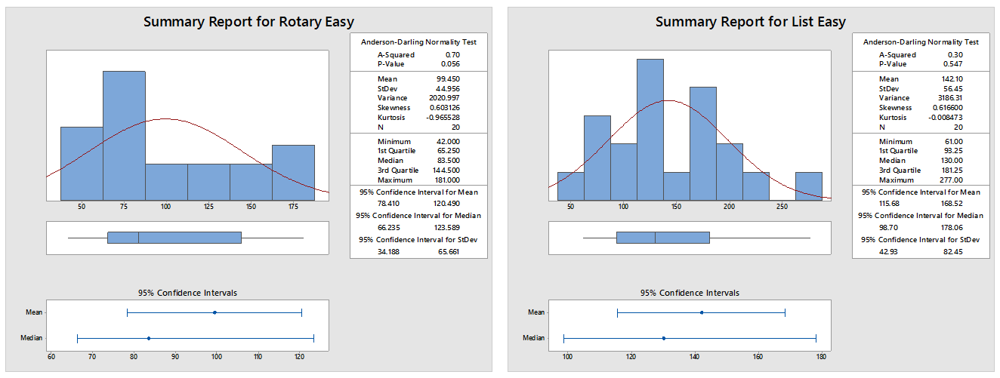 Summary Report for Rotary Easy
Anderson-Darling Normality Test
A-Squared 0.70
P-Value 0.056
Mean 99.450
StDev 44.956
Variance 2020.997
Skewness 0.603126
Kurtosis -0.965528
N 20
Minimum 42.000
1st Quartile 65.250
Median 83.500
3rd Quartile 144.500
Maximum 181.000
95% Confidence Interval for Mean
78.410 120.490
95% Confidence Interval for Median
66.235 123.589
95% Confidence Interval for StDev
34.188 65.661
50 75 100 125 150 175
95% Confidence Intervals
Mean
Median
60 70 80 90 100 110 120
Summary Report for List Easy
Anderson-Darling Normality Test
A-Squared 0.30
P-Value 0.547
Mean 142.10
StDev 56.45
Variance 3186.31
Skewness 0.616600
Kurtosis -0.008473
N 20
Minimum 61.00
1st Quartile 93.25
Median 130.00
3rd Quartile 181.25
Maximum 277.00
95% Confidence Interval for Mean
115.68 168.52
95% Confidence Interval for Median
98.70 178.06
95% Confidence Interval for StDev
42.93 82.45
50 100 150 200 250
95% Confidence Intervals
Mean
Median
100 120 140 160 180